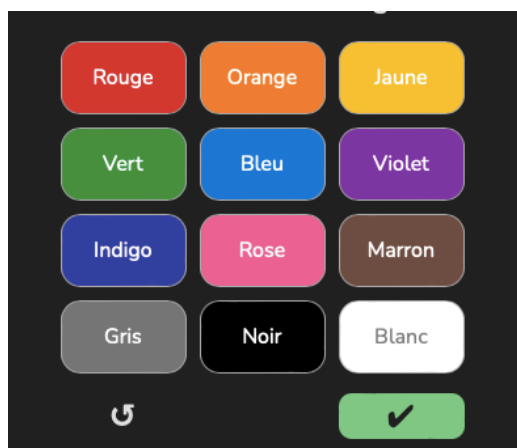 Rouge Orange Jaune
Vert Bleu Violet
Indigo Rose Marron
Gris Noir Blanc